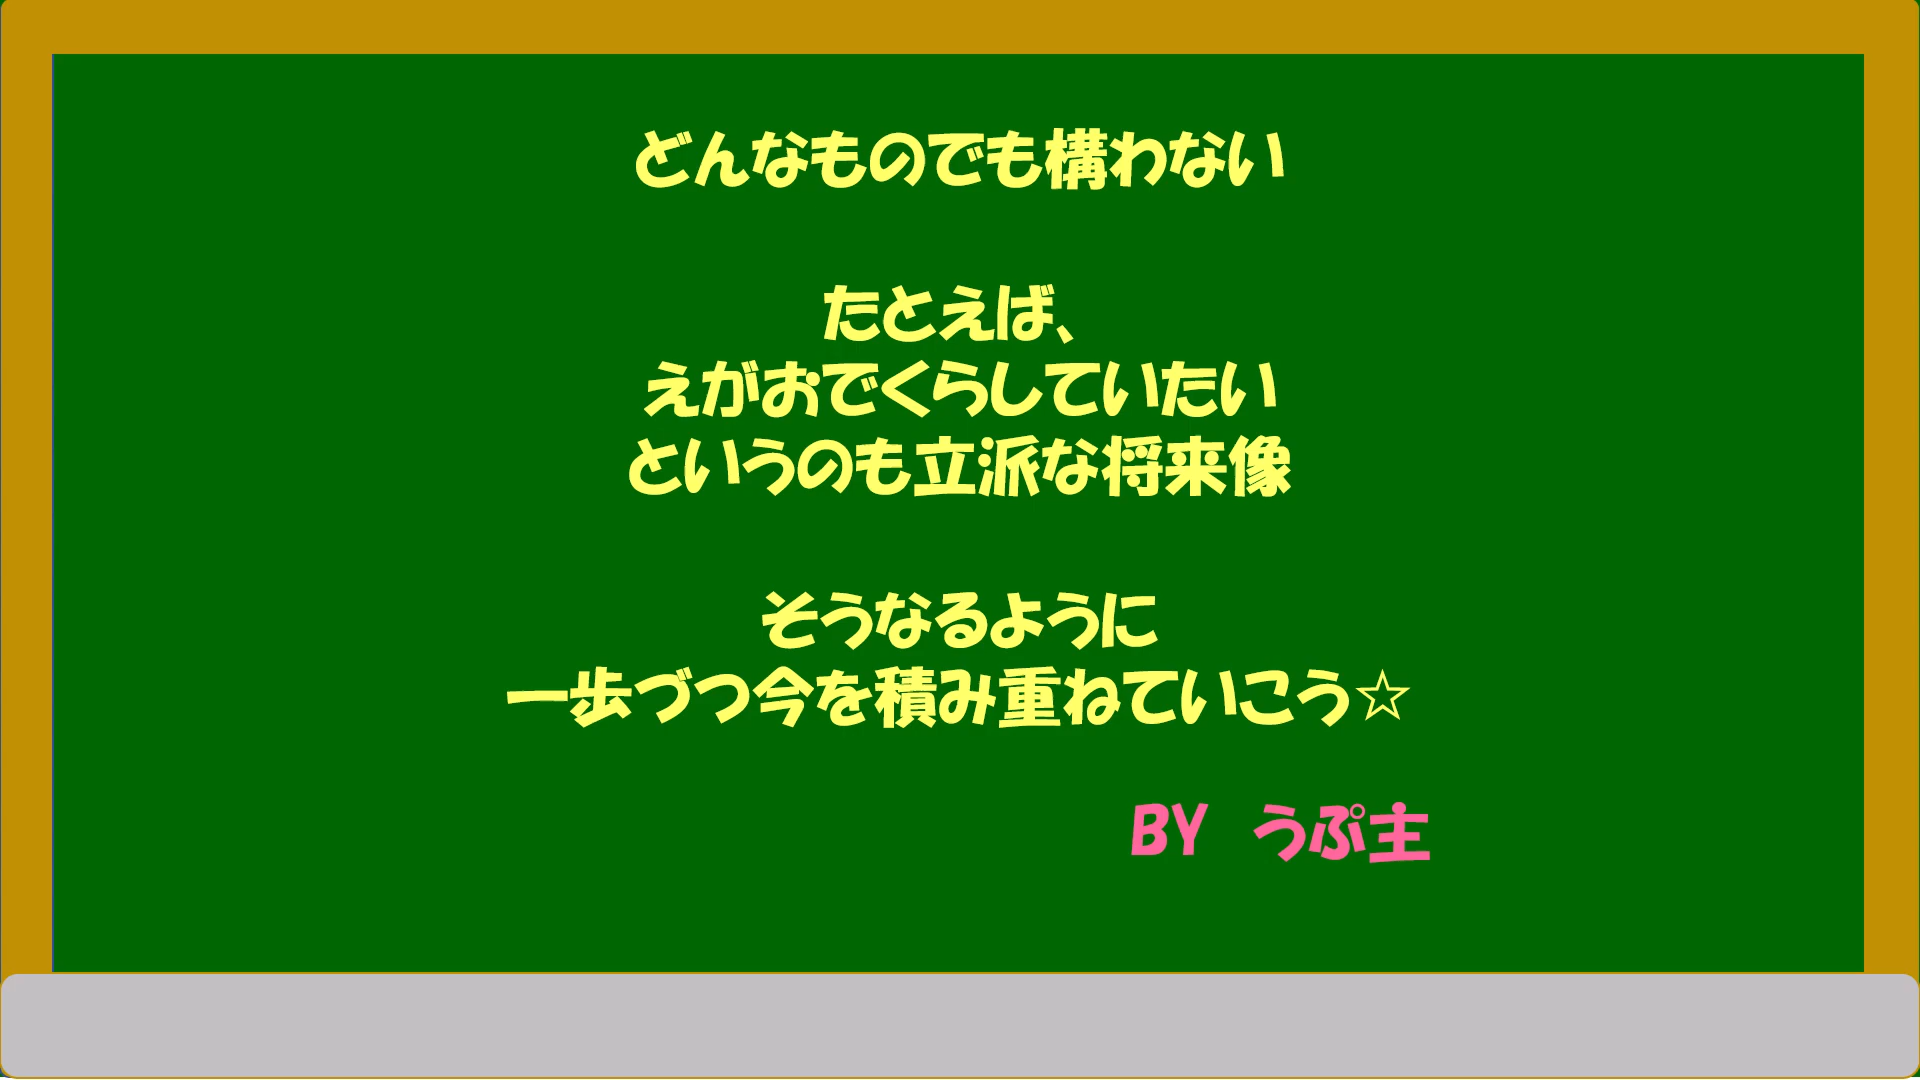 どんなものでも構わない
たとえば、
えがおでくらしていたい
というのも立派な将来像
そうなるように
一歩づつ今を積み重ねていこう☆
BY うぷ主